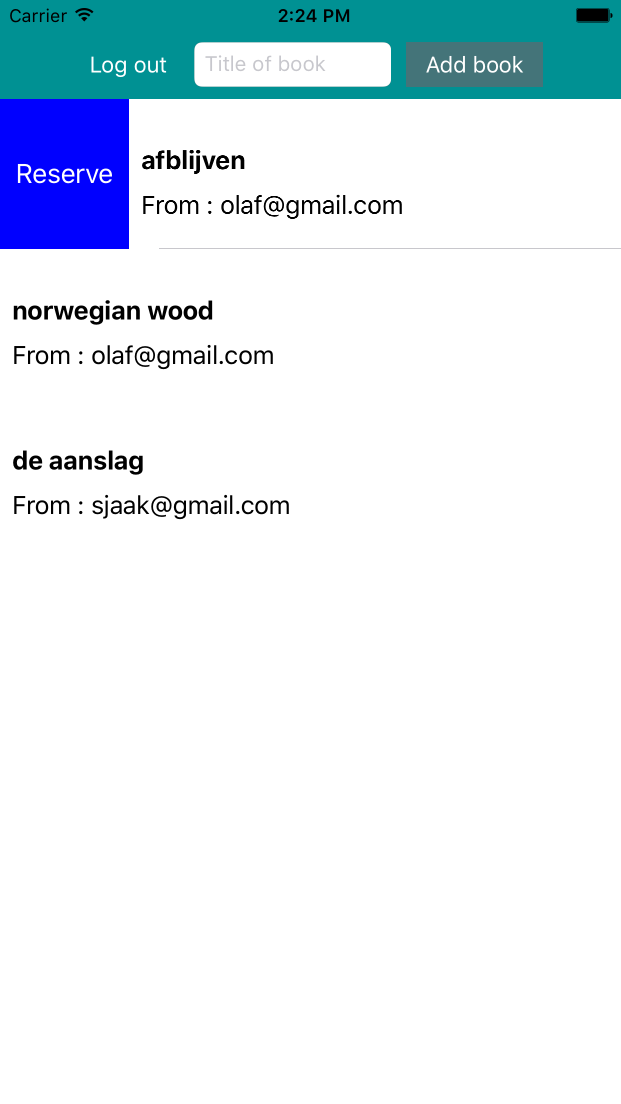 Carrier 2:24 PM
Log out Title of book Add book
Reserve
afblijven
From : olaf@gmail.com
norwegian wood
From : olaf@gmail.com
de aanslag
From : sjaak@gmail.com